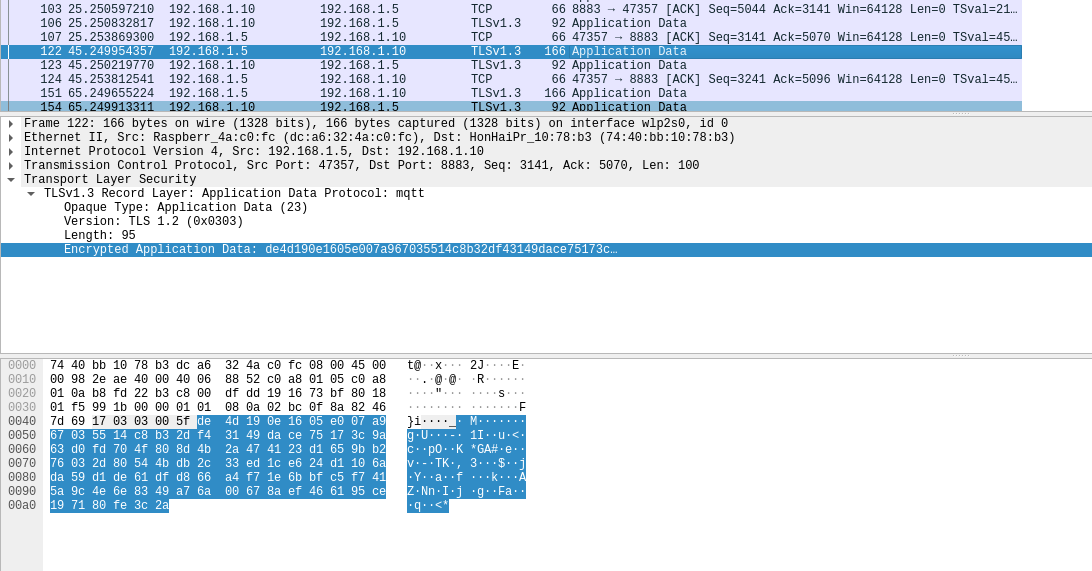 103 25.250597210 192.168.1.10 192.168.1.5 TCP 66 8883 → 47357 [ACK] Seq=5044 Ack=3141 Win=64128 Len=0 TSval=21…
106 25.250832817 192.168.1.10 192.168.1.5 TLSv1.3 92 Application Data
107 25.253869300 192.168.1.5 192.168.1.10 TCP 66 47357 → 8883 [ACK] Seq=3141 Ack=5070 Win=64128 Len=0 TSval=45…
122 45.249954357 192.168.1.5 192.168.1.10 TLSv1.3 166 Application Data
123 45.250219770 192.168.1.10 192.168.1.5 TLSv1.3 92 Application Data
124 45.253812541 192.168.1.5 192.168.1.10 TCP 66 47357 → 8883 [ACK] Seq=3241 Ack=5096 Win=64128 Len=0 TSval=45…
151 65.249655224 192.168.1.5 192.168.1.10 TLSv1.3 166 Application Data
154 65.249913311 192.168.1.10 192.168.1.5 TLSv1.3 92 Application Data
Frame 122: 166 bytes on wire (1328 bits), 166 bytes captured (1328 bits) on interface wlp2s0, id 0
Ethernet II, Src: Raspberr_4a:c0:fc (dc:a6:32:4a:c0:fc), Dst: HonHaiPr_10:78:b3 (74:40:bb:10:78:b3)
Internet Protocol Version 4, Src: 192.168.1.5, Dst: 192.168.1.10
Transmission Control Protocol, Src Port: 47357, Dst Port: 8883, Seq: 3141, Ack: 5070, Len: 100
Transport Layer Security
TLSv1.3 Record Layer: Application Data Protocol: mqtt
Opaque Type: Application Data (23)
Version: TLS 1.2 (0x0303)
Length: 95
Encrypted Application Data: de4d190e1605e007a967035514c8b32df43149dace75173c…
0000 74 40 bb 10 78 b3 dc a6 32 4a c0 fc 08 00 45 00 t@··x··· 2J····E·
0010 00 98 2e ae 40 00 40 06 88 52 c0 a8 01 05 c0 a8 ··.·@·@· ·R······
0020 01 0a b8 fd 22 b3 c8 00 df dd 19 16 73 bf 80 18 ····"··· ····s···
0030 01 f5 99 1b 00 00 01 01 08 0a 02 bc 0f 8a 82 46 ········ ·······F
0040 7d 69 17 03 03 00 5f de 4d 19 0e 16 05 e0 07 a9 }i····_· M·······
0050 67 03 55 14 c8 b3 2d f4 31 49 da ce 75 17 3c 9a g·U···-· 1I··u·<·
0060 63 d0 fd 70 4f 80 8d 4b 2a 47 41 23 d1 65 9b b2 c··pO··K *GA#·e··
0070 76 03 2d 80 54 4b db 2c 33 ed 1c e6 24 d1 10 6a v·-·TK·, 3···$··j
0080 da 59 d1 de 61 df d8 66 a4 f7 1e 6b bf c5 f7 41 ·Y··a··f ···k···A
0090 5a 9c 4e 6e 83 49 a7 6a 00 67 8a ef 46 61 95 ce Z·Nn·I·j ·g··Fa··
00a0 19 71 80 fe 3c 2a ·q··<*